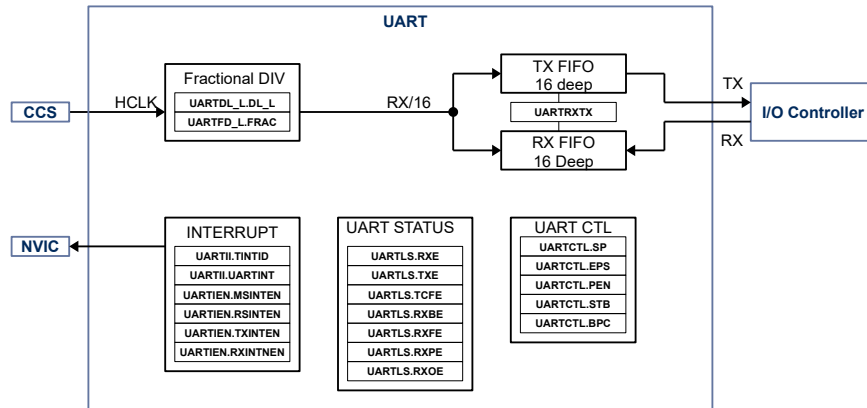 UART
Fractional DIV
UARTDL_L.DL_L
UARTFD_L.FRAC
CCS
HCLK
RX/16
TX FIFO
16 deep
UARTRXTX
RX FIFO
16 Deep
TX
RX
I/O Controller
NVIC
INTERRUPT
UARTII.TINTID
UARTII.UARTINT
UARTIEN.MSINTEN
UARTIEN.RSINTEN
UARTIEN.TXINTEN
UARTIEN.RXINTNEN
UART STATUS
UARTLS.RXE
UARTLS.TXE
UARTLS.TCFE
UARTLS.RXBE
UARTLS.RXFE
UARTLS.RXPE
UARTLS.RXOE
UART CTL
UARTCTL.SP
UARTCTL.EPS
UARTCTL.PEN
UARTCTL.STB
UARTCTL.BPC